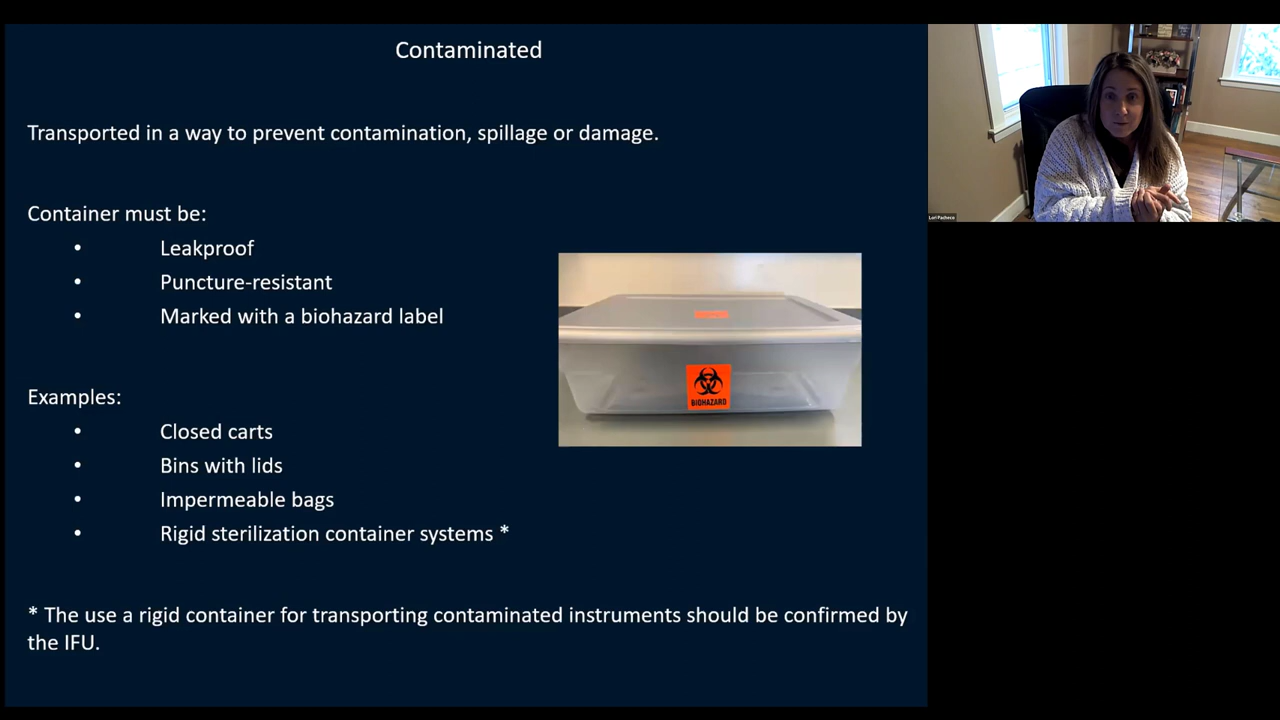 Contaminated
Transported in a way to prevent contamination, spillage or damage.
Container must be:
• Leakproof
• Puncture-resistant
• Marked with a biohazard label
BIOHAZARD
Examples:
• Closed carts
• Bins with lids
• Impermeable bags
• Rigid sterilization container systems *
* The use a rigid container for transporting contaminated instruments should be confirmed by
the IFU.
Lori Pacheco